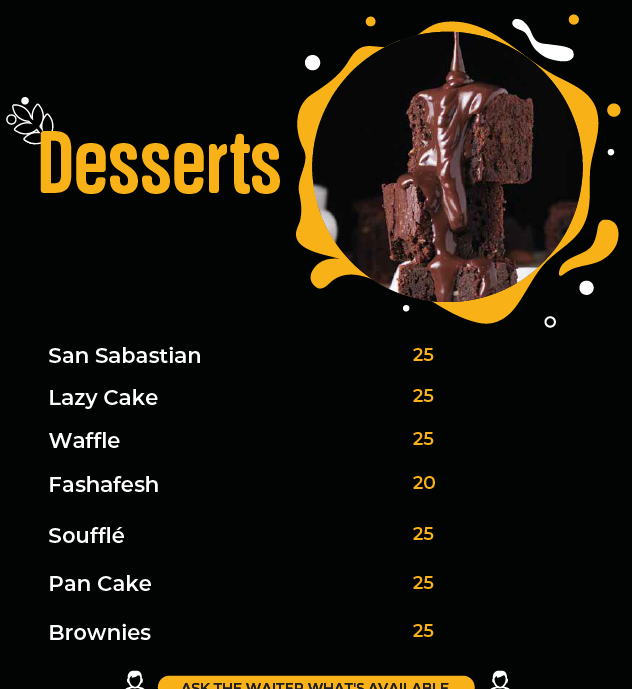 Desserts
San Sabastian 25
Lazy Cake 25
Waffle 25
Fashafesh 20
Soufflé 25
Pan Cake 25
Brownies 25
ASK THE WAITER WHAT'S AVAILABLE